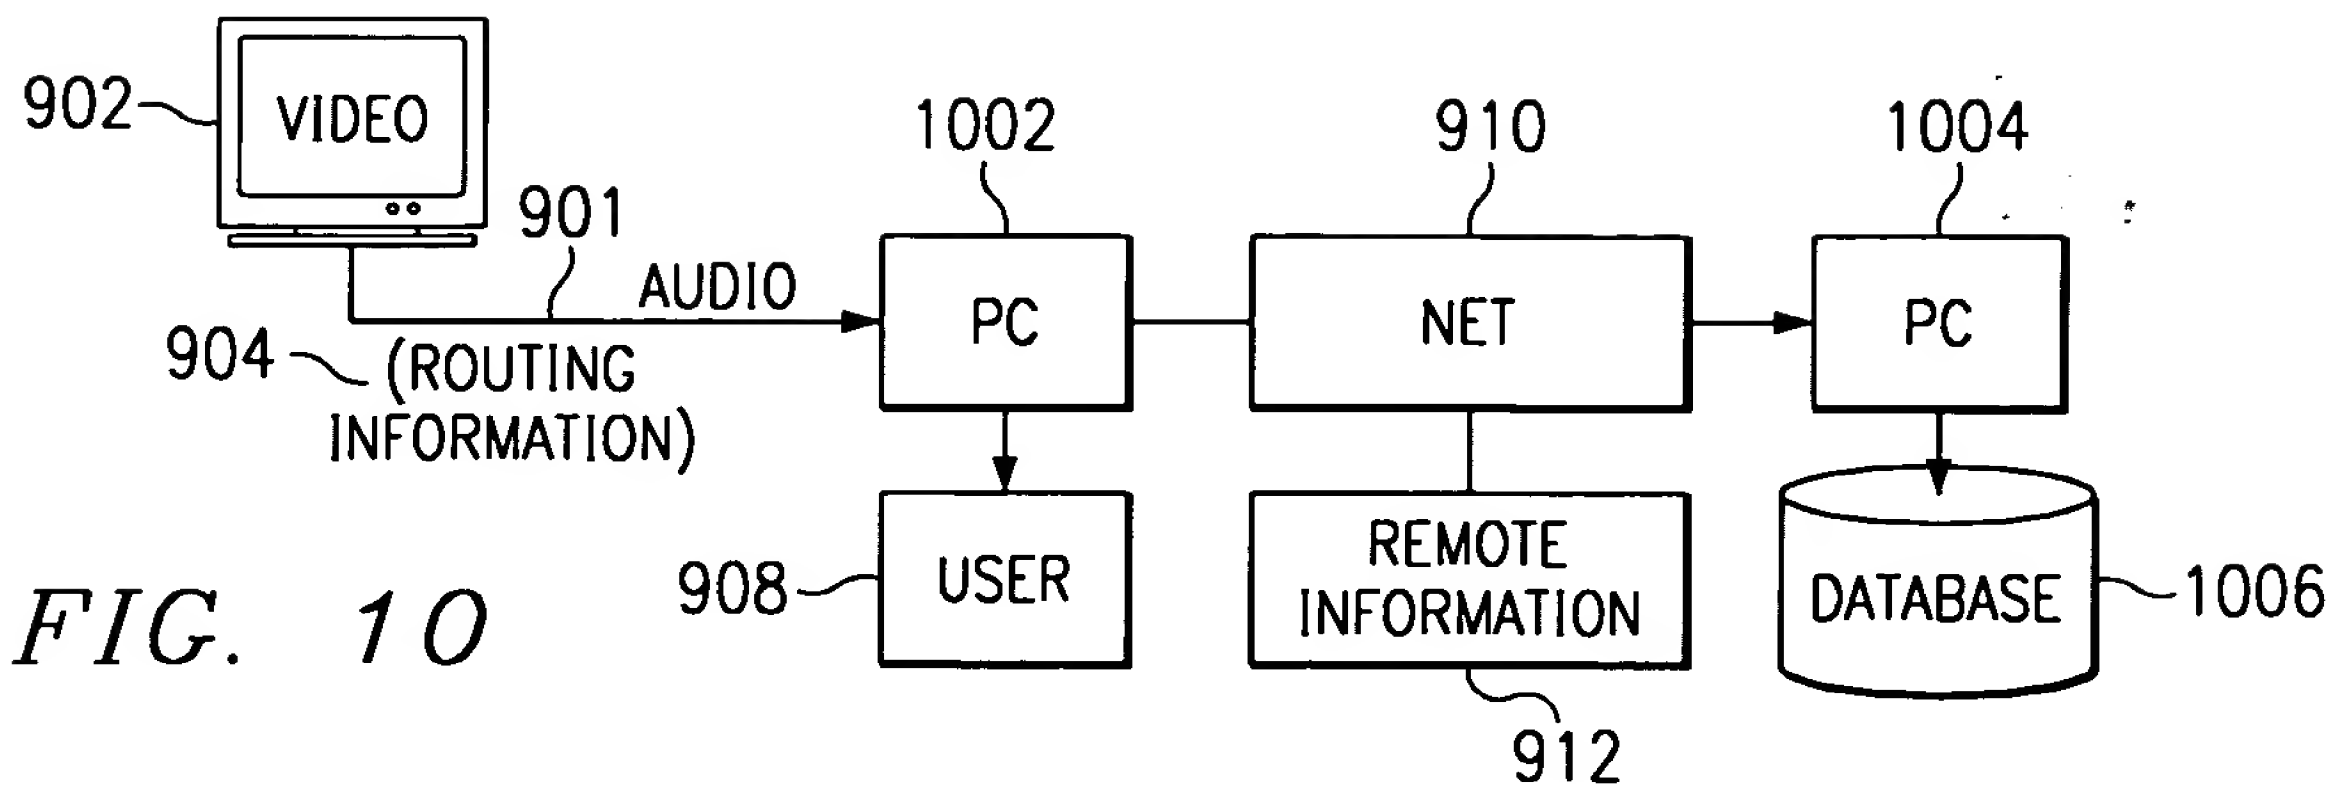 902
VIDEO
901
AUDIO
904
(ROUTING
INFORMATION)
1002
PC
910
NET
1004
PC
908
USER
REMOTE
INFORMATION
912
DATABASE
1006
FIG. 10